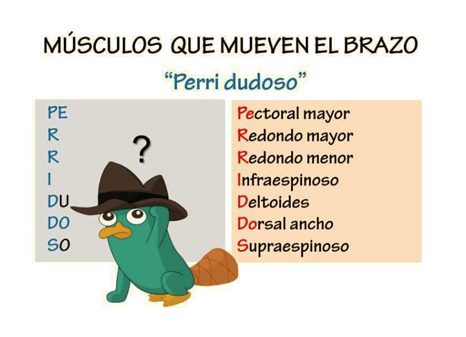 MÚSCULOS QUE MUEVEN EL BRAZO
“Perri dudoso”
PE
R
R
I
DU
DO
SO
?
Pectoral mayor
Redondo mayor
Redondo menor
Infraespinoso
Deltoides
Dorsal ancho
Supraespinoso